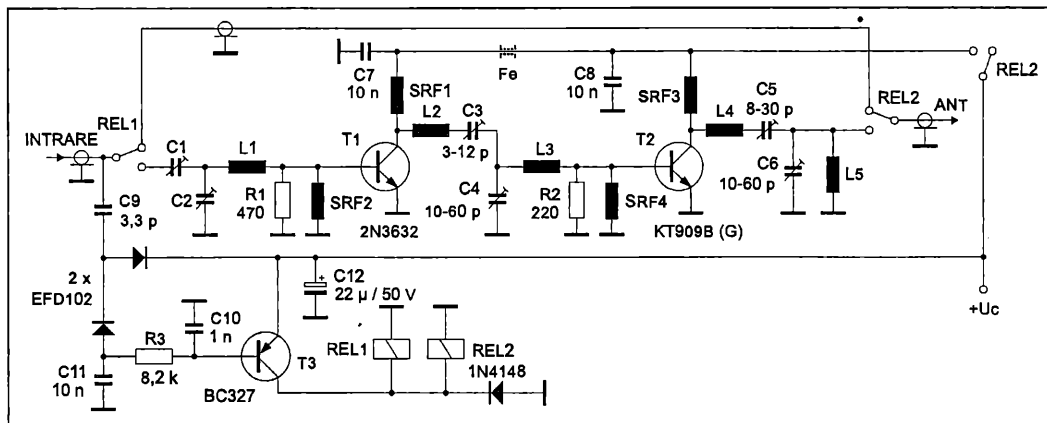 C7
10 n
SRF1
Fe
C8
10 n
SRF3
REL2
L2
C3
3-12 p
L4
C5
8-30 p
REL2
ANT
INTRARE
REL1
C1
L1
T1
L3
T2
C2
R1
470
SRF2
C4
10-60 p
R2
220
SRF4
C6
10-60 p
L5
C9
3,3 p
2N3632
KT909B (G)
2 x
EFD102
+
C12
22 µ / 50 V
+Uc
R3
8,2 k
C10
1 n
T3
REL1
REL2
1N4148
C11
10 n
BC327